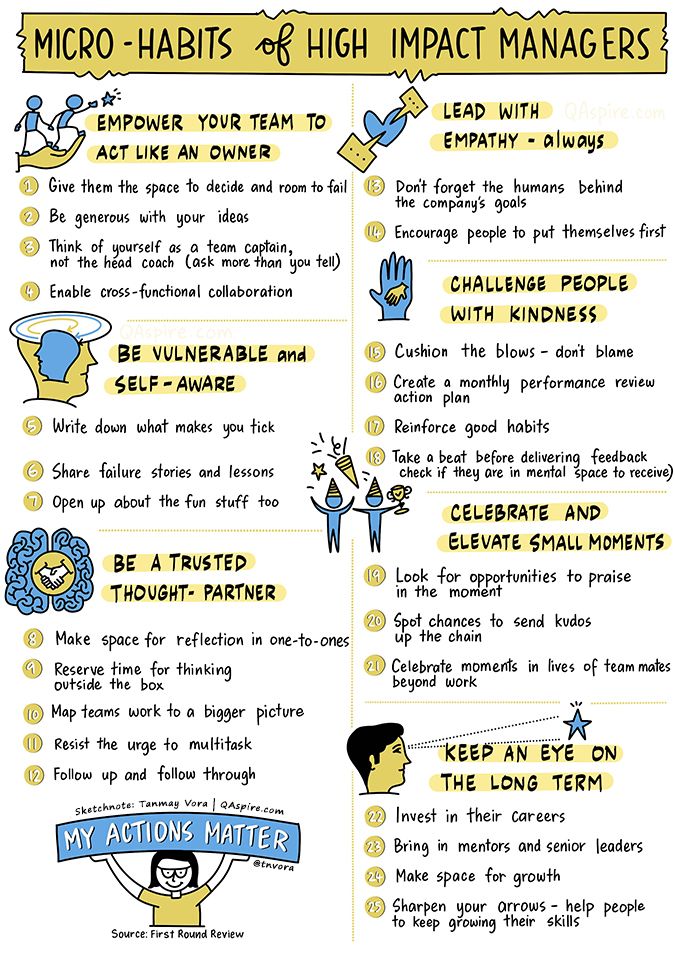 MICRO-HABITS of HIGH IMPACT MANAGERS
EMPOWER YOUR TEAM TO
ACT LIKE AN OWNER
1 Give them the space to decide and room to fail
2 Be generous with your ideas
3 Think of yourself as a team captain,
not the head coach (ask more than you tell)
4 Enable cross-functional collaboration
QAspire.com
BE VULNERABLE and
SELF-AWARE
5 Write down what makes you tick
6 Share failure stories and lessons
7 Open up about the fun stuff too
BE A TRUSTED
THOUGHT-PARTNER
8 Make space for reflection in one-to-ones
9 Reserve time for thinking
outside the box
10 Map teams work to a bigger picture
11 Resist the urge to multitask
12 Follow up and follow through
Sketchnote: Tanmay Vora | QAspire.com
MY ACTIONS MATTER
@tnvora
Source: First Round Review
LEAD WITH QAspire.com
EMPATHY - always
13 Don't forget the humans behind
the company's goals
14 Encourage people to put themselves first
CHALLENGE PEOPLE
WITH KINDNESS
15 Cushion the blows - don't blame
16 Create a monthly performance review
action plan
17 Reinforce good habits
18 Take a beat before delivering feedback
check if they are in mental space to receive)
CELEBRATE AND
ELEVATE SMALL MOMENTS
19 Look for opportunities to praise
in the moment
20 Spot chances to send kudos
up the chain
21 Celebrate moments in lives of team mates
beyond work
KEEP AN EYE ON
THE LONG TERM
22 Invest in their careers
23 Bring in mentors and senior leaders
24 Make space for growth
25 Sharpen your arrows - help people
to keep growing their skills